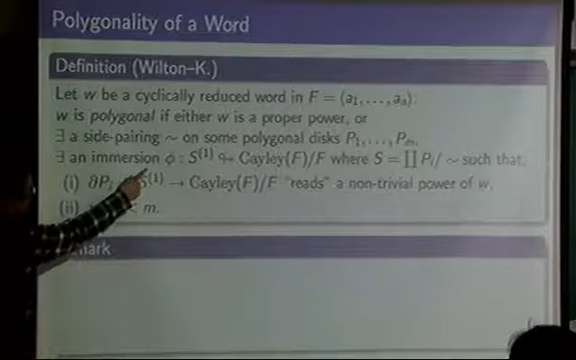 Polygonality of a Word
Definition (Wilton–K.)
Let w be a cyclically reduced word in F = ⟨a₁, . . . , aₙ⟩.
w is polygonal if either w is a proper power, or
∃ a side-pairing ∼ on some polygonal disks P₁, . . . , Pₘ,
∃ an immersion φ : S⁽¹⁾ ↬ Cayley(F)/F where S = ∐ Pᵢ/ ∼ such that,
(i) ∂Pᵢ S⁽¹⁾ → Cayley(F)/F "reads" a non-trivial power of w,
(ii) < m.